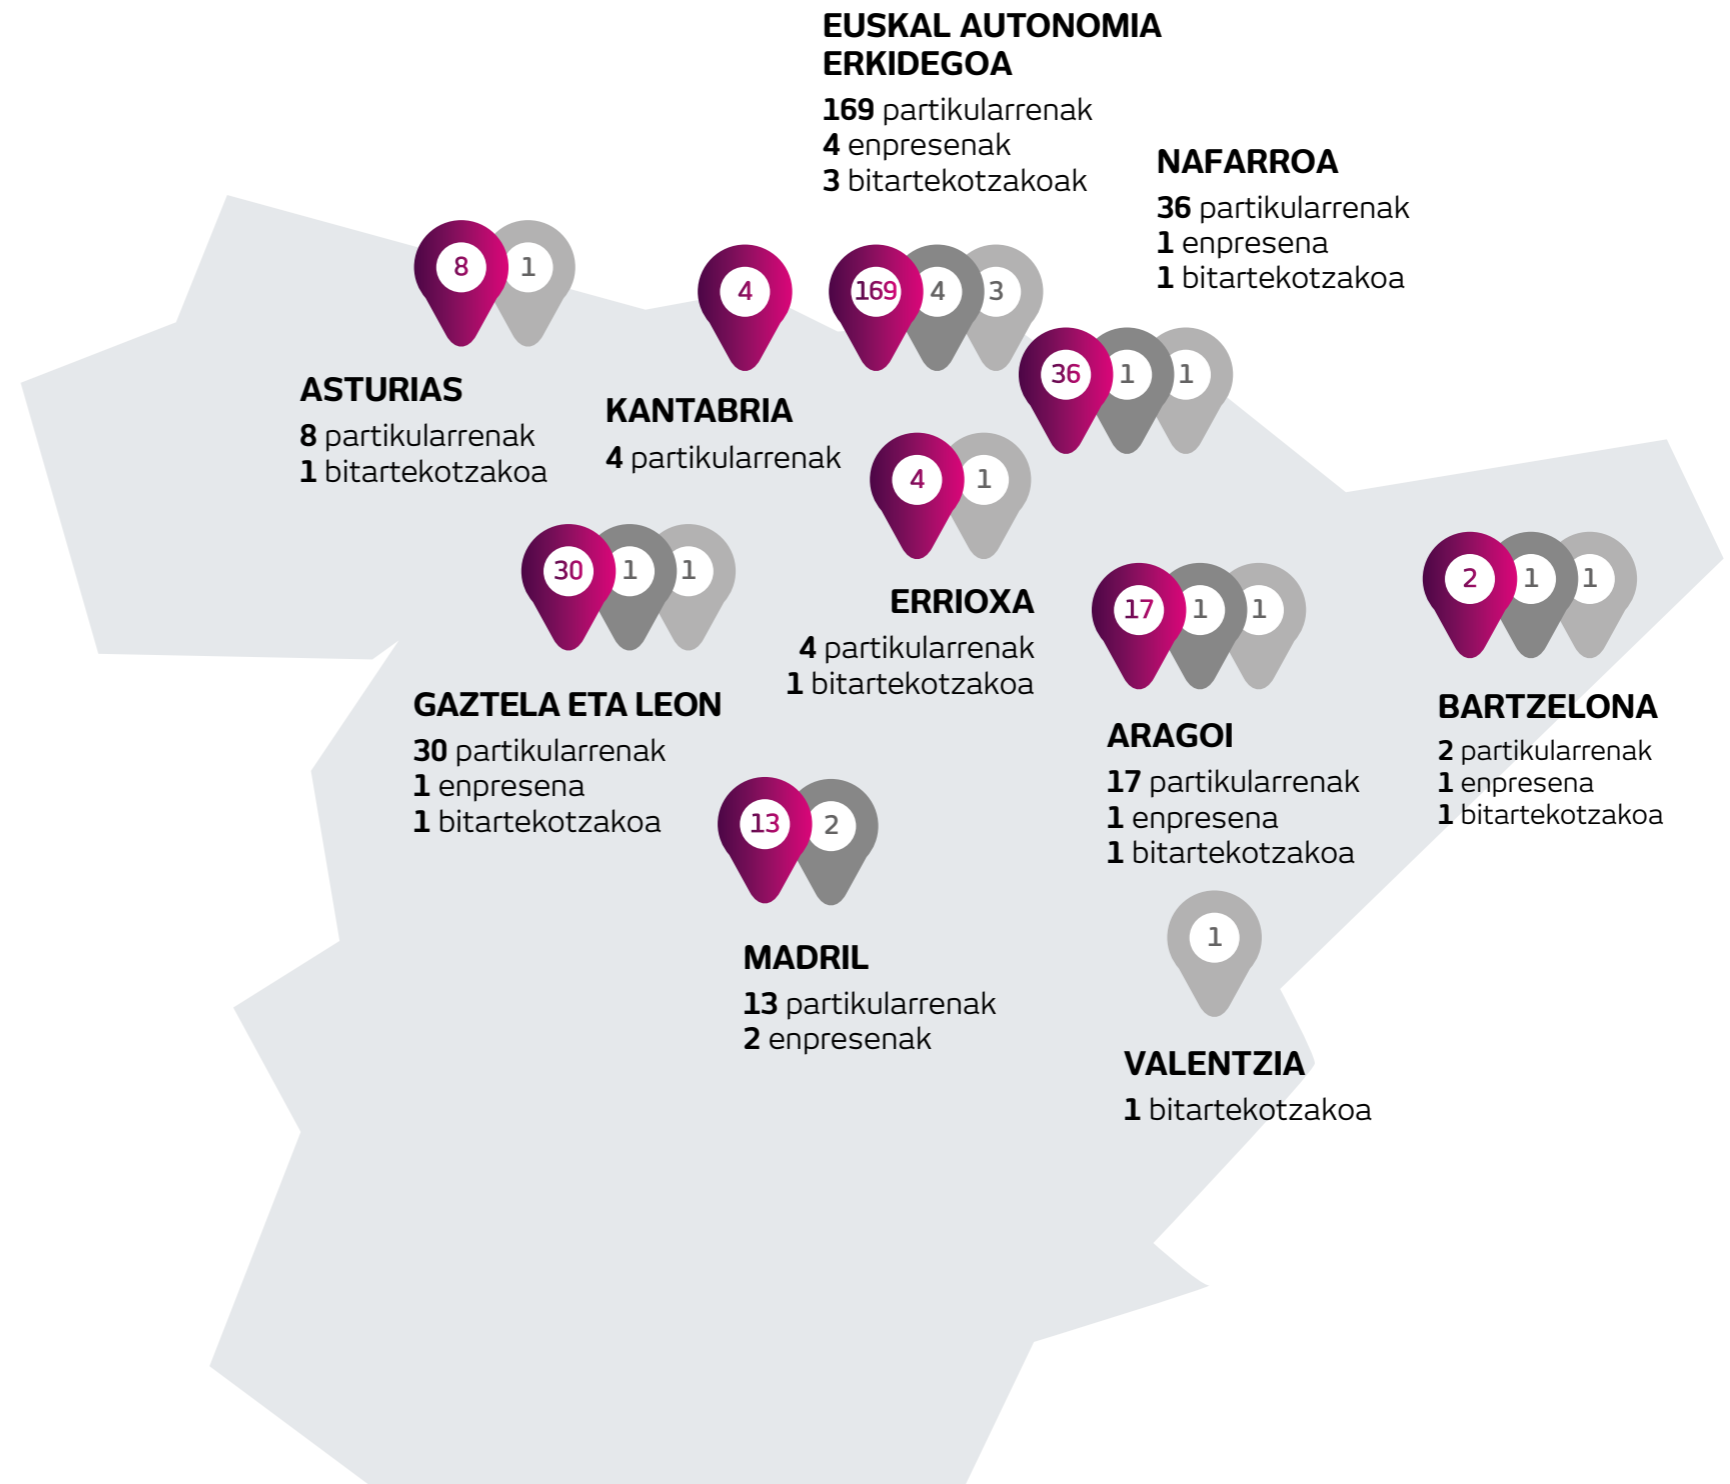 EUSKAL AUTONOMIA
ERKIDEGOA
169 partikularrenak
4 enpresenak
3 bitartekotzakoak
NAFARROA
36 partikularrenak
1 enpresena
1 bitartekotzakoa
8 1
4
169 4 3
36 1 1
ASTURIAS
8 partikularrenak
1 bitartekotzakoa
KANTABRIA
4 partikularrenak
4 1
30 1 1
ERRIOXA
4 partikularrenak
1 bitartekotzakoa
17 1 1
2 1 1
GAZTELA ETA LEON
30 partikularrenak
1 enpresena
1 bitartekotzakoa
ARAGOI
17 partikularrenak
1 enpresena
1 bitartekotzakoa
BARTZELONA
2 partikularrenak
1 enpresena
1 bitartekotzakoa
13 2
MADRIL
13 partikularrenak
2 enpresenak
1
VALENTZIA
1 bitartekotzakoa